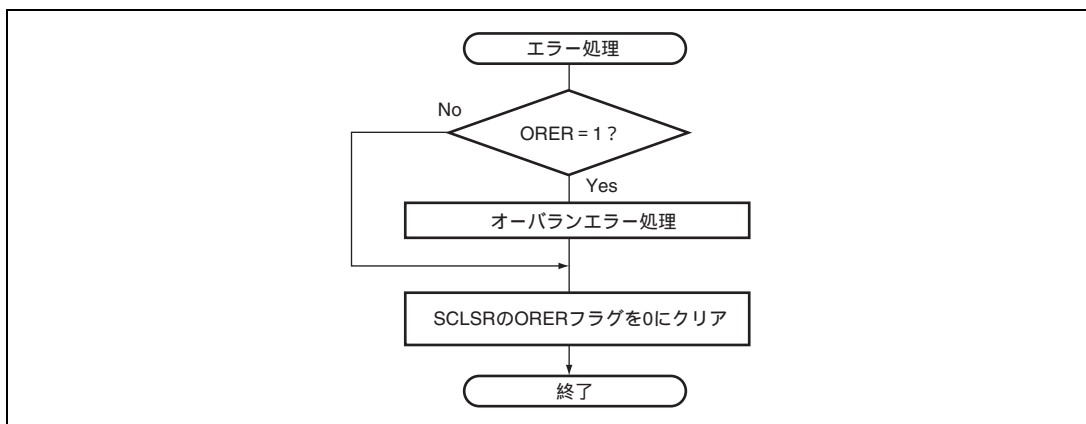 エラー処理
No
ORER = 1 ?
Yes
オーバランエラー処理
SCLSRのORERフラグを0にクリア
終了